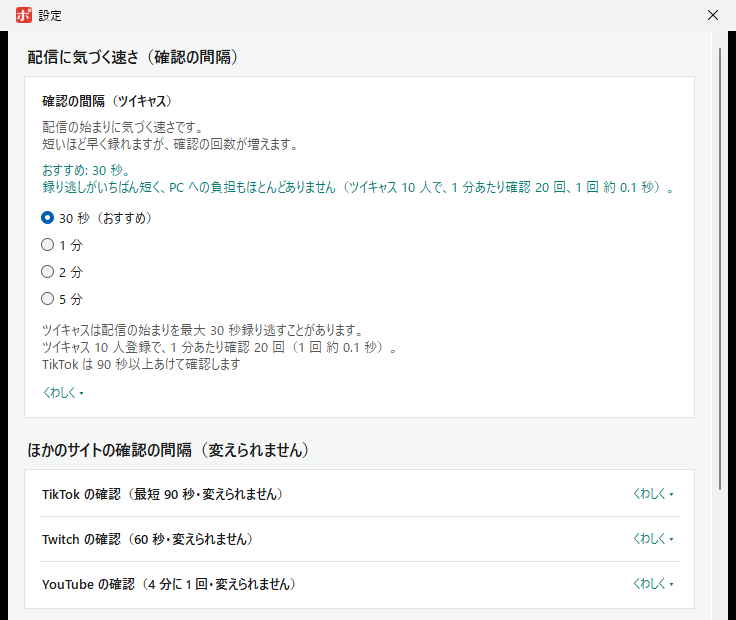 ポ 設定
配信に気づく速さ（確認の間隔）
確認の間隔（ツイキャス）
配信の始まりに気づく速さです。
短いほど早く録れますが、確認の回数が増えます。
おすすめ: 30 秒。
録り逃しがいちばん短く、PC への負担もほとんどありません（ツイキャス 10 人で、1 分あたり確認 20 回、1 回 約 0.1 秒）。
30 秒（おすすめ）
1 分
2 分
5 分
ツイキャスは配信の始まりを最大 30 秒録り逃すことがあります。
ツイキャス 10 人登録で、1 分あたり確認 20 回（1 回 約 0.1 秒）。
TikTok は 90 秒以上あけて確認します
くわしく
ほかのサイトの確認の間隔（変えられません）
TikTok の確認（最短 90 秒・変えられません） くわしく
Twitch の確認（60 秒・変えられません） くわしく
YouTube の確認（4 分に 1 回・変えられません） くわしく